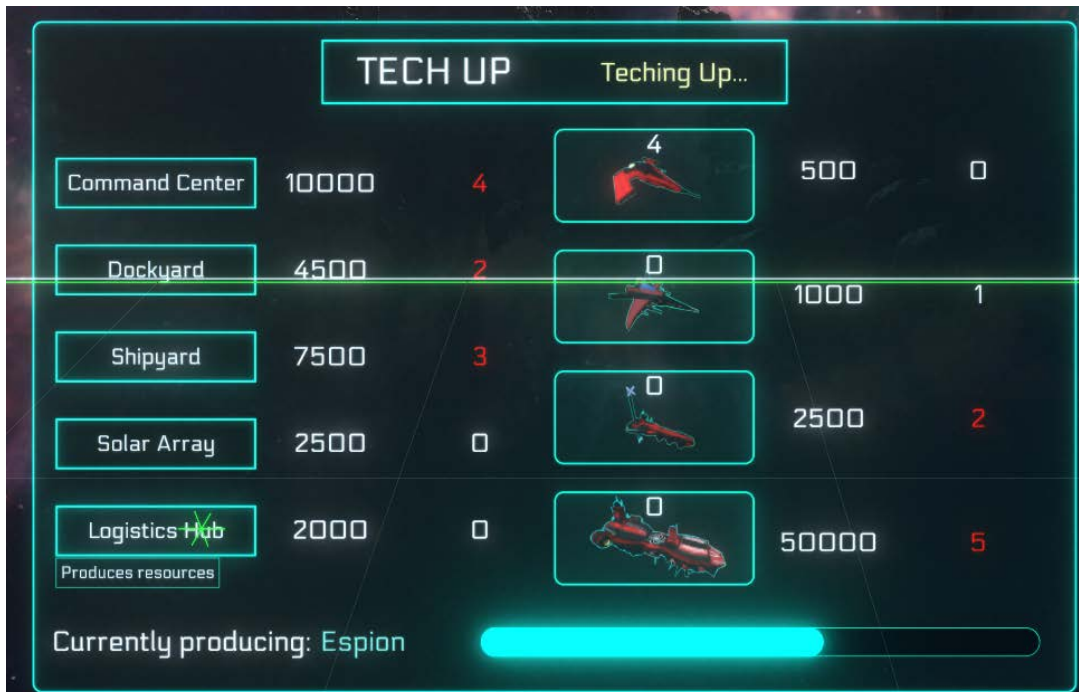 TECH UP Teching Up...
4
Command Center 10000 4 500 0
Dockyard 4500 2 0
1000 1
Shipyard 7500 3
0
2500 2
Solar Array 2500 0
Logistics Hub 2000 0 0
50000 5
Produces resources
Currently producing: Espion